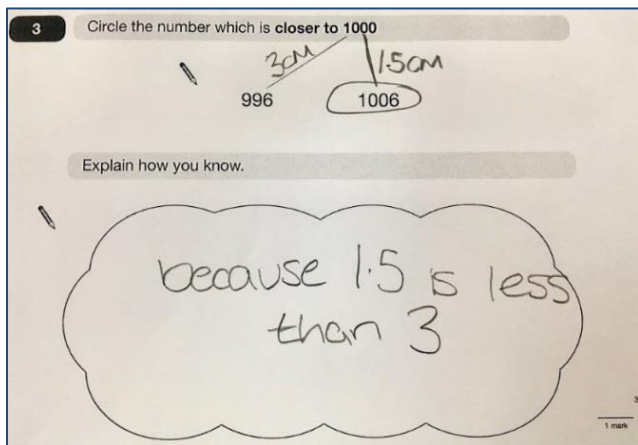 3 Circle the number which is closer to 1000
3cm 1.5cm
996 1006
Explain how you know.
because 1.5 is less
than 3
3
1 mark